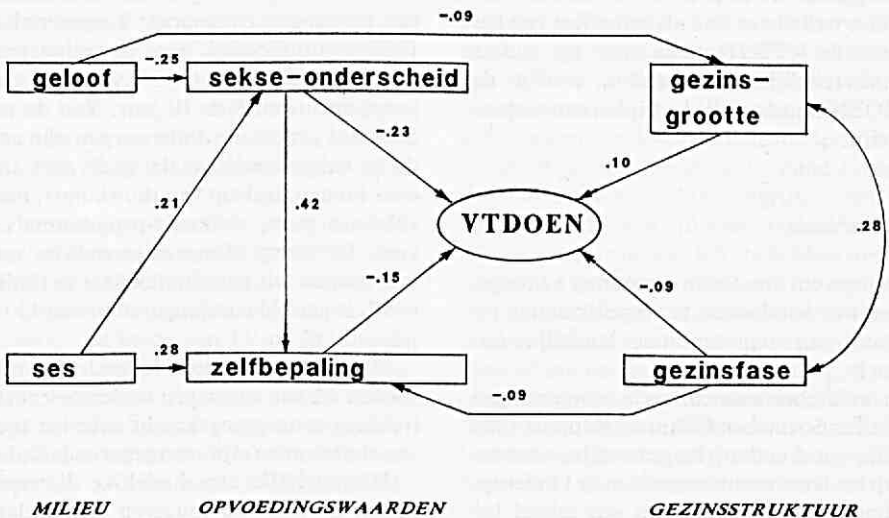 -.09
geloof
-.25
sekse-onderscheid
gezins-
grootte
-.23
.10
.21
.42
VTDOEN
.28
-.15
-.09
ses
.28
zelfbepaling
gezinsfase
-.09
MILIEU OPVOEDINGSWAARDEN GEZINSSTRUKTUUR